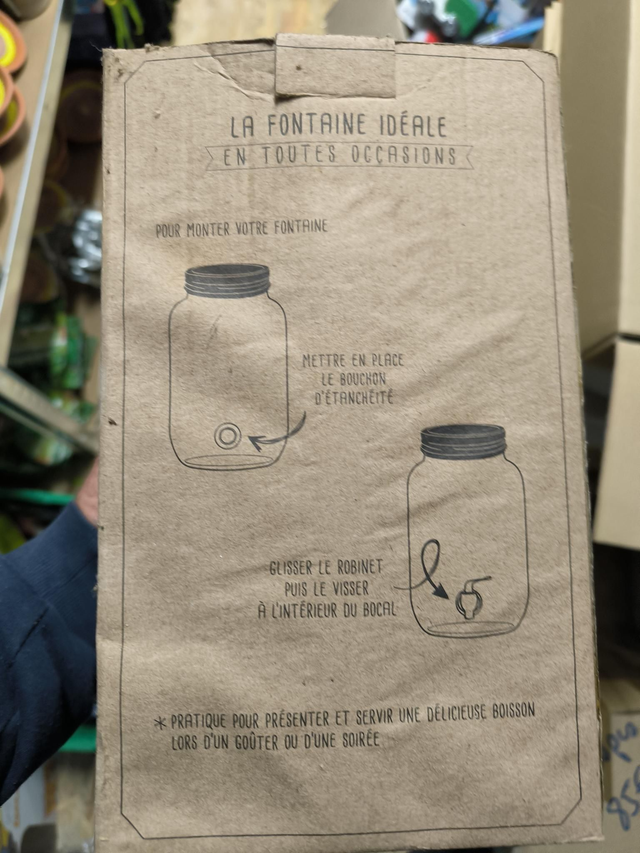 LA FONTAINE IDÉALE
EN TOUTES OCCASIONS
POUR MONTER VOTRE FONTAINE
METTRE EN PLACE
LE BOUCHON
D'ÉTANCHÉITÉ
GLISSER LE ROBINET
PUIS LE VISSER
À L'INTÉRIEUR DU BOCAL
* PRATIQUE POUR PRÉSENTER ET SERVIR UNE DÉLICIEUSE BOISSON
LORS D'UN GOÛTER OU D'UNE SOIRÉE